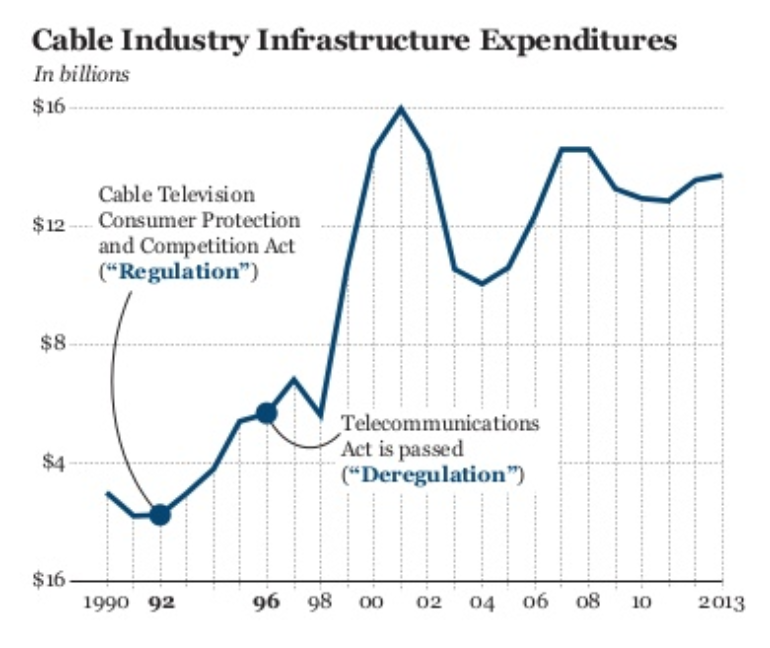 Cable Industry Infrastructure Expenditures
In billions
$16
Cable Television
Consumer Protection
and Competition Act
(“Regulation”)
$12
$8
Telecommunications
Act is passed
(“Deregulation”)
$4
$16
1990 92 96 98 00 02 04 06 08 10 2013